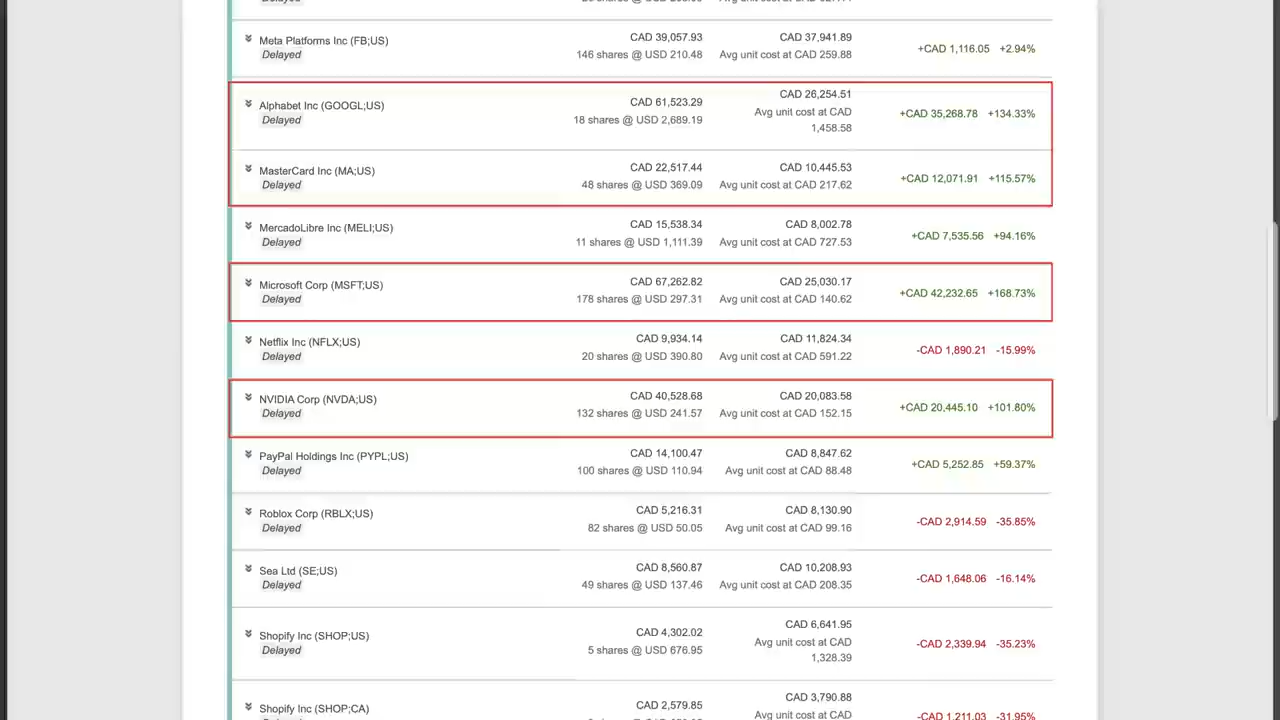 Meta Platforms Inc (FB;US) CAD 39,057.93 CAD 37,941.89
Delayed 146 shares @ USD 210.48 Avg unit cost at CAD 259.88 +CAD 1,116.05 +2.94%
Alphabet Inc (GOOGL;US) CAD 61,523.29 CAD 26,254.51
Delayed 18 shares @ USD 2,689.19 Avg unit cost at CAD
1,458.58 +CAD 35,268.78 +134.33%
MasterCard Inc (MA;US) CAD 22,517.44 CAD 10,445.53
Delayed 48 shares @ USD 369.09 Avg unit cost at CAD 217.62 +CAD 12,071.91 +115.57%
MercadoLibre Inc (MELI;US) CAD 15,538.34 CAD 8,002.78
Delayed 11 shares @ USD 1,111.39 Avg unit cost at CAD 727.53 +CAD 7,535.56 +94.16%
Microsoft Corp (MSFT;US) CAD 67,262.82 CAD 25,030.17
Delayed 178 shares @ USD 297.31 Avg unit cost at CAD 140.62 +CAD 42,232.65 +168.73%
Netflix Inc (NFLX;US) CAD 9,934.14 CAD 11,824.34
Delayed 20 shares @ USD 390.80 Avg unit cost at CAD 591.22 -CAD 1,890.21 -15.99%
NVIDIA Corp (NVDA;US) CAD 40,528.68 CAD 20,083.58
Delayed 132 shares @ USD 241.57 Avg unit cost at CAD 152.15 +CAD 20,445.10 +101.80%
PayPal Holdings Inc (PYPL;US) CAD 14,100.47 CAD 8,847.62
Delayed 100 shares @ USD 110.94 Avg unit cost at CAD 88.48 +CAD 5,252.85 +59.37%
Roblox Corp (RBLX;US) CAD 5,216.31 CAD 8,130.90
Delayed 82 shares @ USD 50.05 Avg unit cost at CAD 99.16 -CAD 2,914.59 -35.85%
Sea Ltd (SE;US) CAD 8,560.87 CAD 10,208.93
Delayed 49 shares @ USD 137.46 Avg unit cost at CAD 208.35 -CAD 1,648.06 -16.14%
Shopify Inc (SHOP;US) CAD 4,302.02 CAD 6,641.95
Delayed 5 shares @ USD 676.95 Avg unit cost at CAD
1,328.39 -CAD 2,339.94 -35.23%
Shopify Inc (SHOP;CA) CAD 2,579.85 CAD 3,790.88
Avg unit cost at CAD -CAD 1,211.03 -31.95%